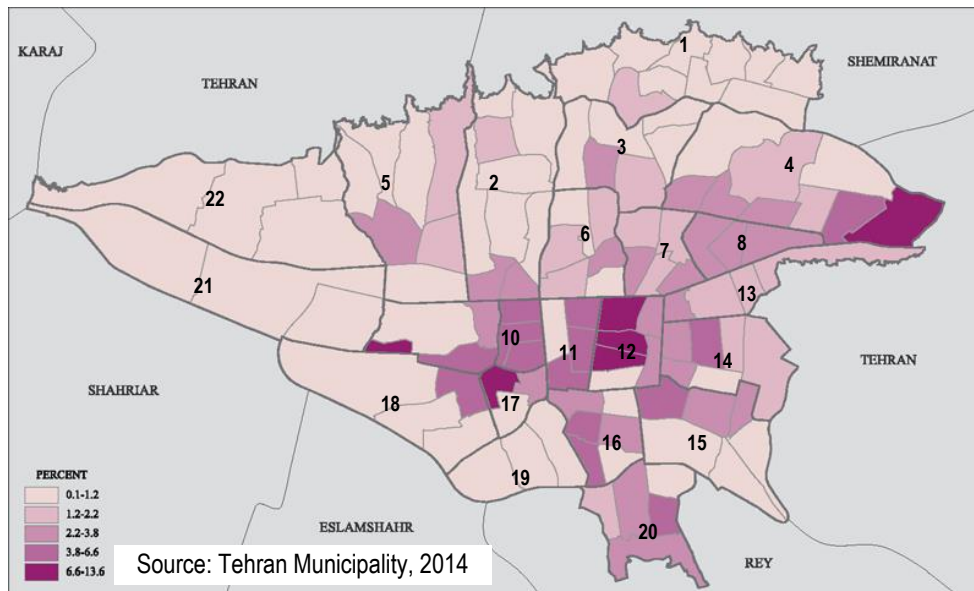 1
KARAJ
SHEMIRANAT
TEHRAN
3
4
5
2
22
6
8
7
21
13
10
11
12
14
TEHRAN
SHAHRIAR
18
17
16
15
19
PERCENT
0.1-1.2
1.2-2.2
2.2-3.8
3.8-6.6
6.6-13.6
ESLAMSHAHR
20
REY
Source: Tehran Municipality, 2014